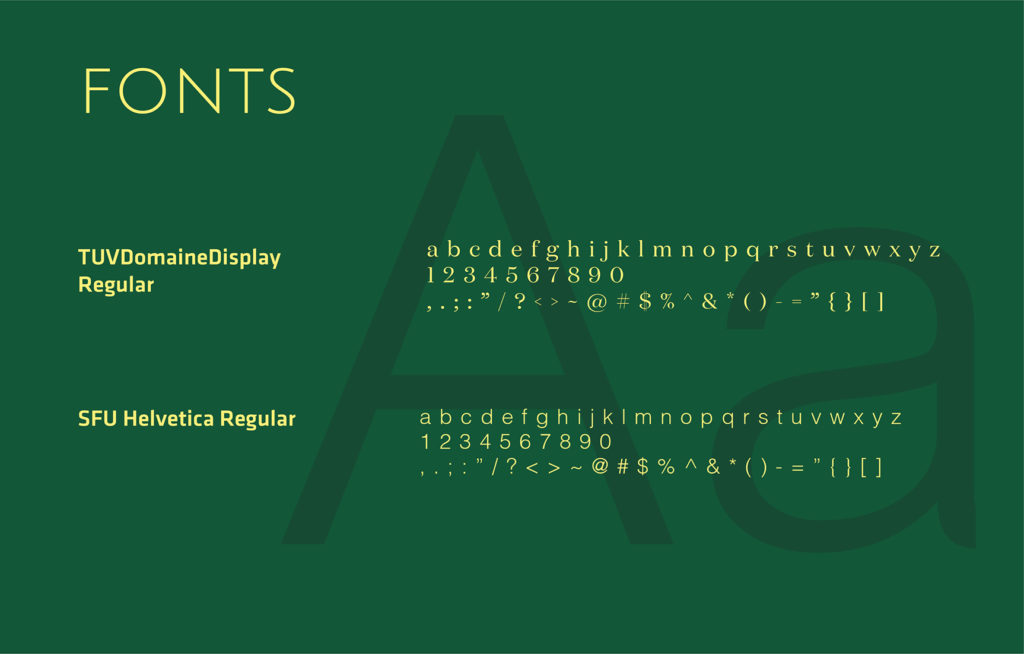 FONTS
Aa
TUVDomaineDisplay
Regular
a b c d e f g h i j k l m n o p q r s t u v w x y z
1 2 3 4 5 6 7 8 9 0
, . ; : ” / ? < > ~ @ # $ % ^ & * ( ) - = ” { } [ ]
SFU Helvetica Regular
a b c d e f g h i j k l m n o p q r s t u v w x y z
1 2 3 4 5 6 7 8 9 0
, . ; : ” / ? < > ~ @ # $ % ^ & * ( ) - = ” { } [ ]